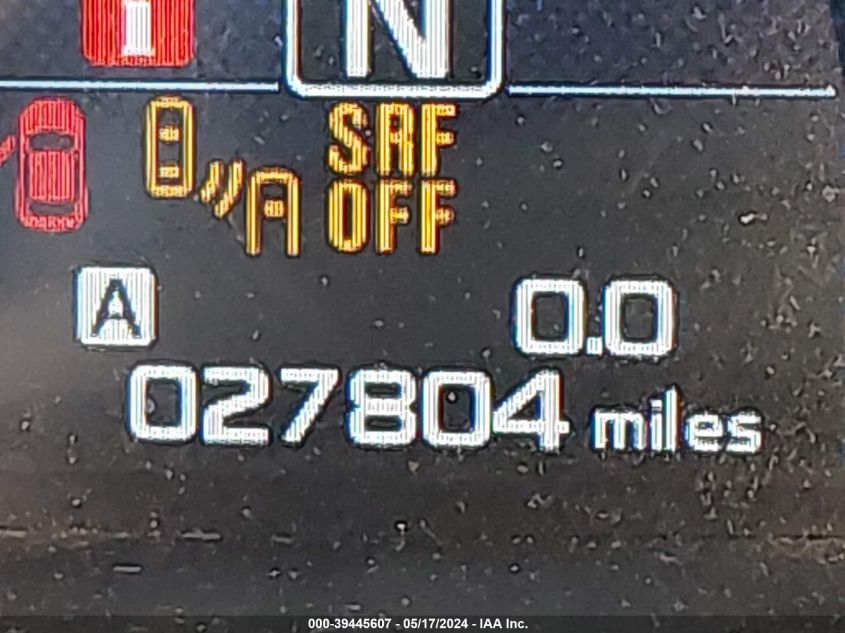 i
N
SRF
OFF
A
0.0
027804 miles
000-39445607 - 05/17/2024 - IAA Inc.